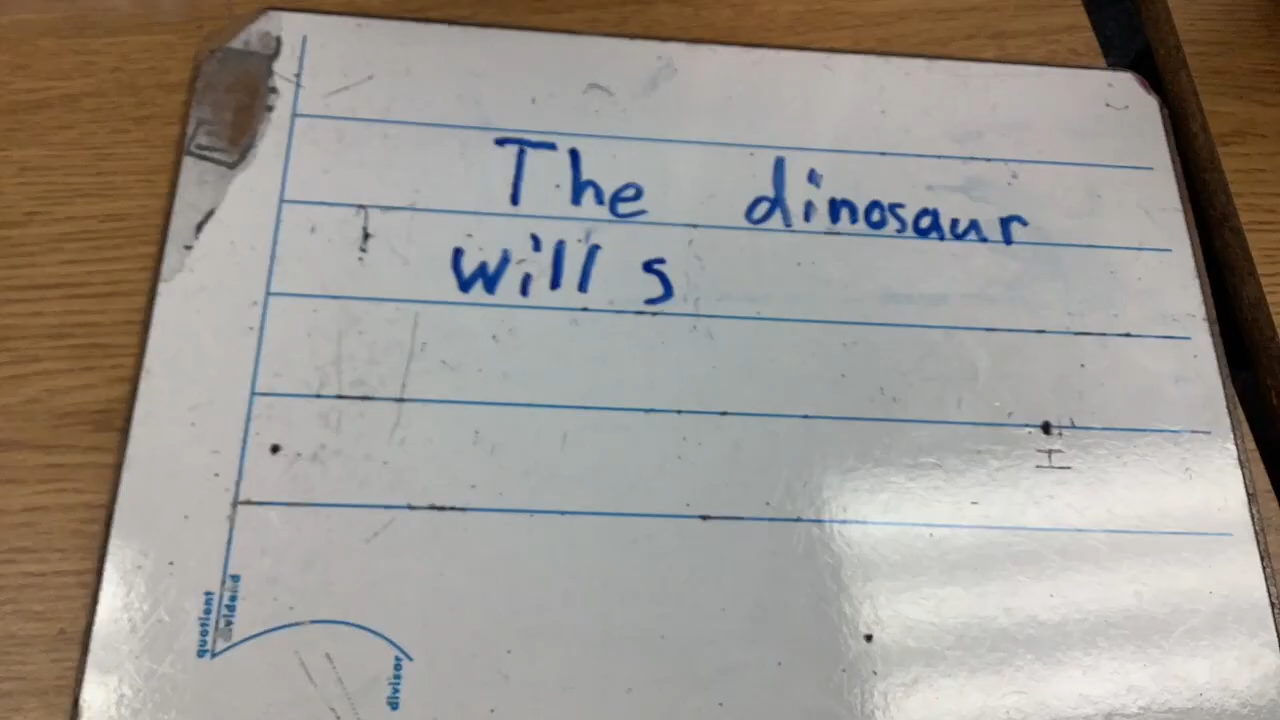 The dinosaur
will s
quotient
dividend
divisor